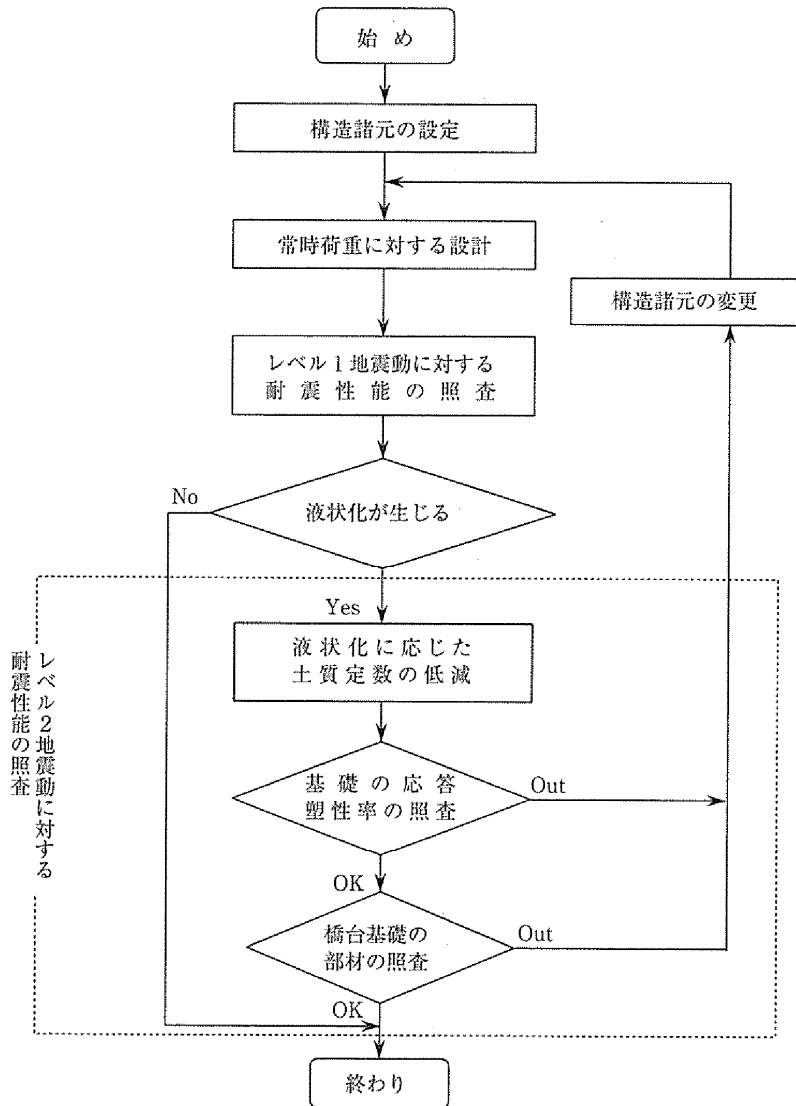 始め
構造諸元の設定
常時荷重に対する設計
構造諸元の変更
レベル1地震動に対する
耐震性能の照査
液状化が生じる
No
Yes
液状化に応じた
土質定数の低減
レベル2地震動に対する
耐震性能の照査
基礎の応答
塑性率の照査
Out
OK
橋台基礎の
部材の照査
Out
OK
終わり